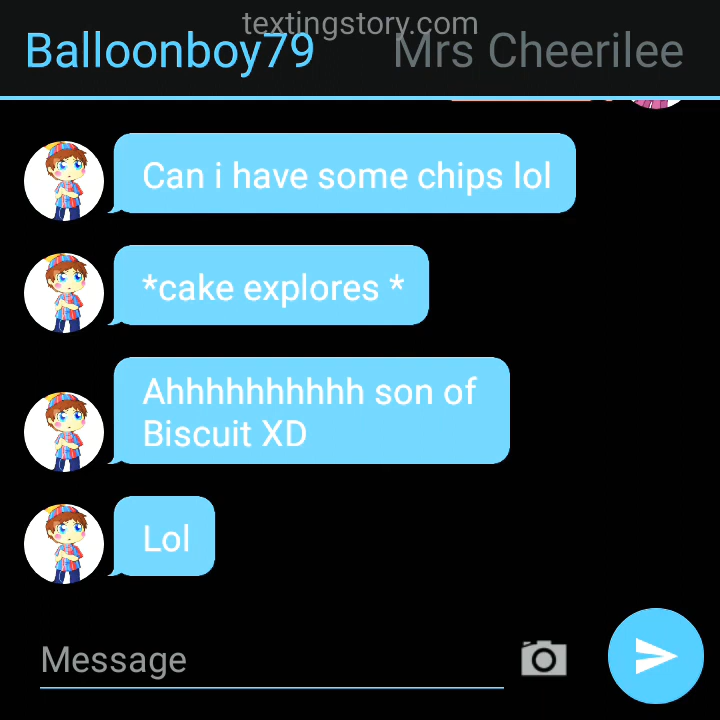 textingstory.com
Balloonboy79 Mrs Cheerilee
Can i have some chips lol
*cake explores *
Ahhhhhhhhhh son of
Biscuit XD
Lol
Message